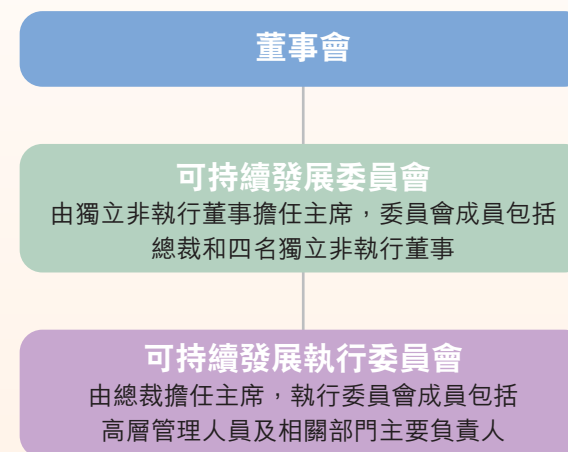 董事會
可持續發展委員會
由獨立非執行董事擔任主席，委員會成員包括
總裁和四名獨立非執行董事
可持續發展執行委員會
由總裁擔任主席，執行委員會成員包括
高層管理人員及相關部門主要負責人